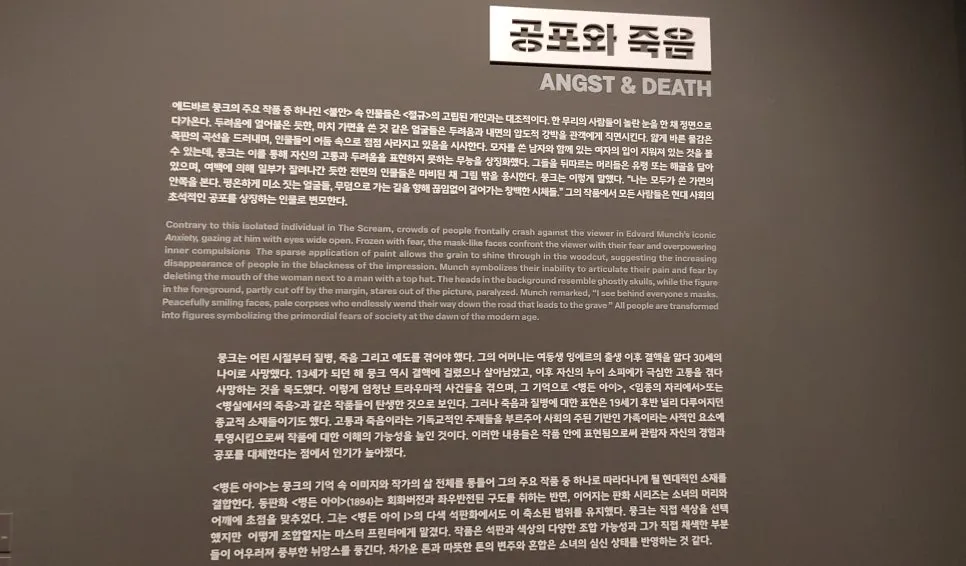 공포와 죽음
ANGST & DEATH
에드바르 뭉크의 주요 작품 중 하나인 <불안> 속 인물들은 <절규>의 고립된 개인과는 대조적이다. 한 무리의 사람들이 놀란 눈을 한 채 정면으로
다가온다. 두려움에 얼어붙은 듯한, 마치 가면을 쓴 것 같은 얼굴들은 두려움과 내면의 압도적 강박을 관객에게 직면시킨다. 얇게 바른 물감은
목판의 곡선을 드러내며, 인물들이 어둠 속으로 점점 사라지고 있음을 시사한다. 모자를 쓴 남자와 함께 있는 여자의 입이 지워져 있는 것을 볼
수 있는데, 뭉크는 이를 통해 자신의 고통과 두려움을 표현하지 못하는 무능을 상징화했다. 그들을 뒤따르는 머리들은 유령 또는 해골을 닮아
있으며, 여백에 의해 일부가 잘려나간 듯한 전면의 인물들은 마비된 채 그림 밖을 응시한다. 뭉크는 이렇게 말했다. “나는 모두가 쓴 가면의
안쪽을 본다. 평온하게 미소 짓는 얼굴들, 무덤으로 가는 길을 향해 끊임없이 걸어가는 창백한 시체들.” 그의 작품에서 모든 사람들은 현대 사회의
초석적인 공포를 상징하는 인물로 변모한다.
Contrary to this isolated individual in The Scream, crowds of people frontally crash against the viewer in Edvard Munch's iconic
Anxiety, gazing at him with eyes wide open. Frozen with fear, the mask-like faces confront the viewer with their fear and overpowering
inner compulsions The sparse application of paint allows the grain to shine through in the woodcut, suggesting the increasing
disappearance of people in the blackness of the impression. Munch symbolizes their inability to articulate their pain and fear by
deleting the mouth of the woman next to a man with a top hat. The heads in the background resemble ghostly skulls, while the figure
in the foreground, partly cut off by the margin, stares out of the picture, paralyzed. Munch remarked, "I see behind everyone s masks.
Peacefully smiling faces, pale corpses who endlessly wend their way down the road that leads to the grave" All people are transformed
into figures symbolizing the primordial fears of society at the dawn of the modern age.
뭉크는 어린 시절부터 질병, 죽음 그리고 애도를 겪어야 했다. 그의 어머니는 여동생 잉에르의 출생 이후 결핵을 앓다 30세의
나이로 사망했다. 13세가 되던 해 뭉크 역시 결핵에 걸렸으나 살아남았고, 이후 자신의 누이 소피에가 극심한 고통을 겪다
사망하는 것을 목도했다. 이렇게 엄청난 트라우마적 사건들을 겪으며, 그 기억으로 <병든 아이>, <임종의 자리에서>또는
<병실에서의 죽음>과 같은 작품들이 탄생한 것으로 보인다. 그러나 죽음과 질병에 대한 표현은 19세기 후반 널리 다루어지던
종교적 소재들이기도 했다. 고통과 죽음이라는 기독교적인 주제들을 부르주아 사회의 주된 기반인 가족이라는 사적인 요소에
투영시킴으로써 작품에 대한 이해의 가능성을 높인 것이다. 이러한 내용들은 작품 안에 표현됨으로써 관람자 자신의 경험과
공포를 대체한다는 점에서 인기가 높아졌다.
<병든 아이>는 뭉크의 기억 속 이미지와 작가의 삶 전체를 통틀어 그의 주요 작품 중 하나로 따라다니게 될 현대적인 소재를
결합한다. 동판화 <병든 아이>(1894)는 회화버전과 좌우반전된 구도를 취하는 반면, 이어지는 판화 시리즈는 소녀의 머리와
어깨에 초점을 맞추었다. 그는 <병든 아이 I>의 다색 석판화에서도 이 축소된 범위를 유지했다. 뭉크는 직접 색상을 선택
했지만 어떻게 조합할지는 마스터 프린터에게 맡겼다. 작품은 석판과 색상의 다양한 조합 가능성과 그가 직접 채색한 부분
들이 어우러져 풍부한 뉘앙스를 풍긴다. 차가운 톤과 따뜻한 톤의 변주와 혼합은 소녀의 심신 상태를 반영하는 것 같다.